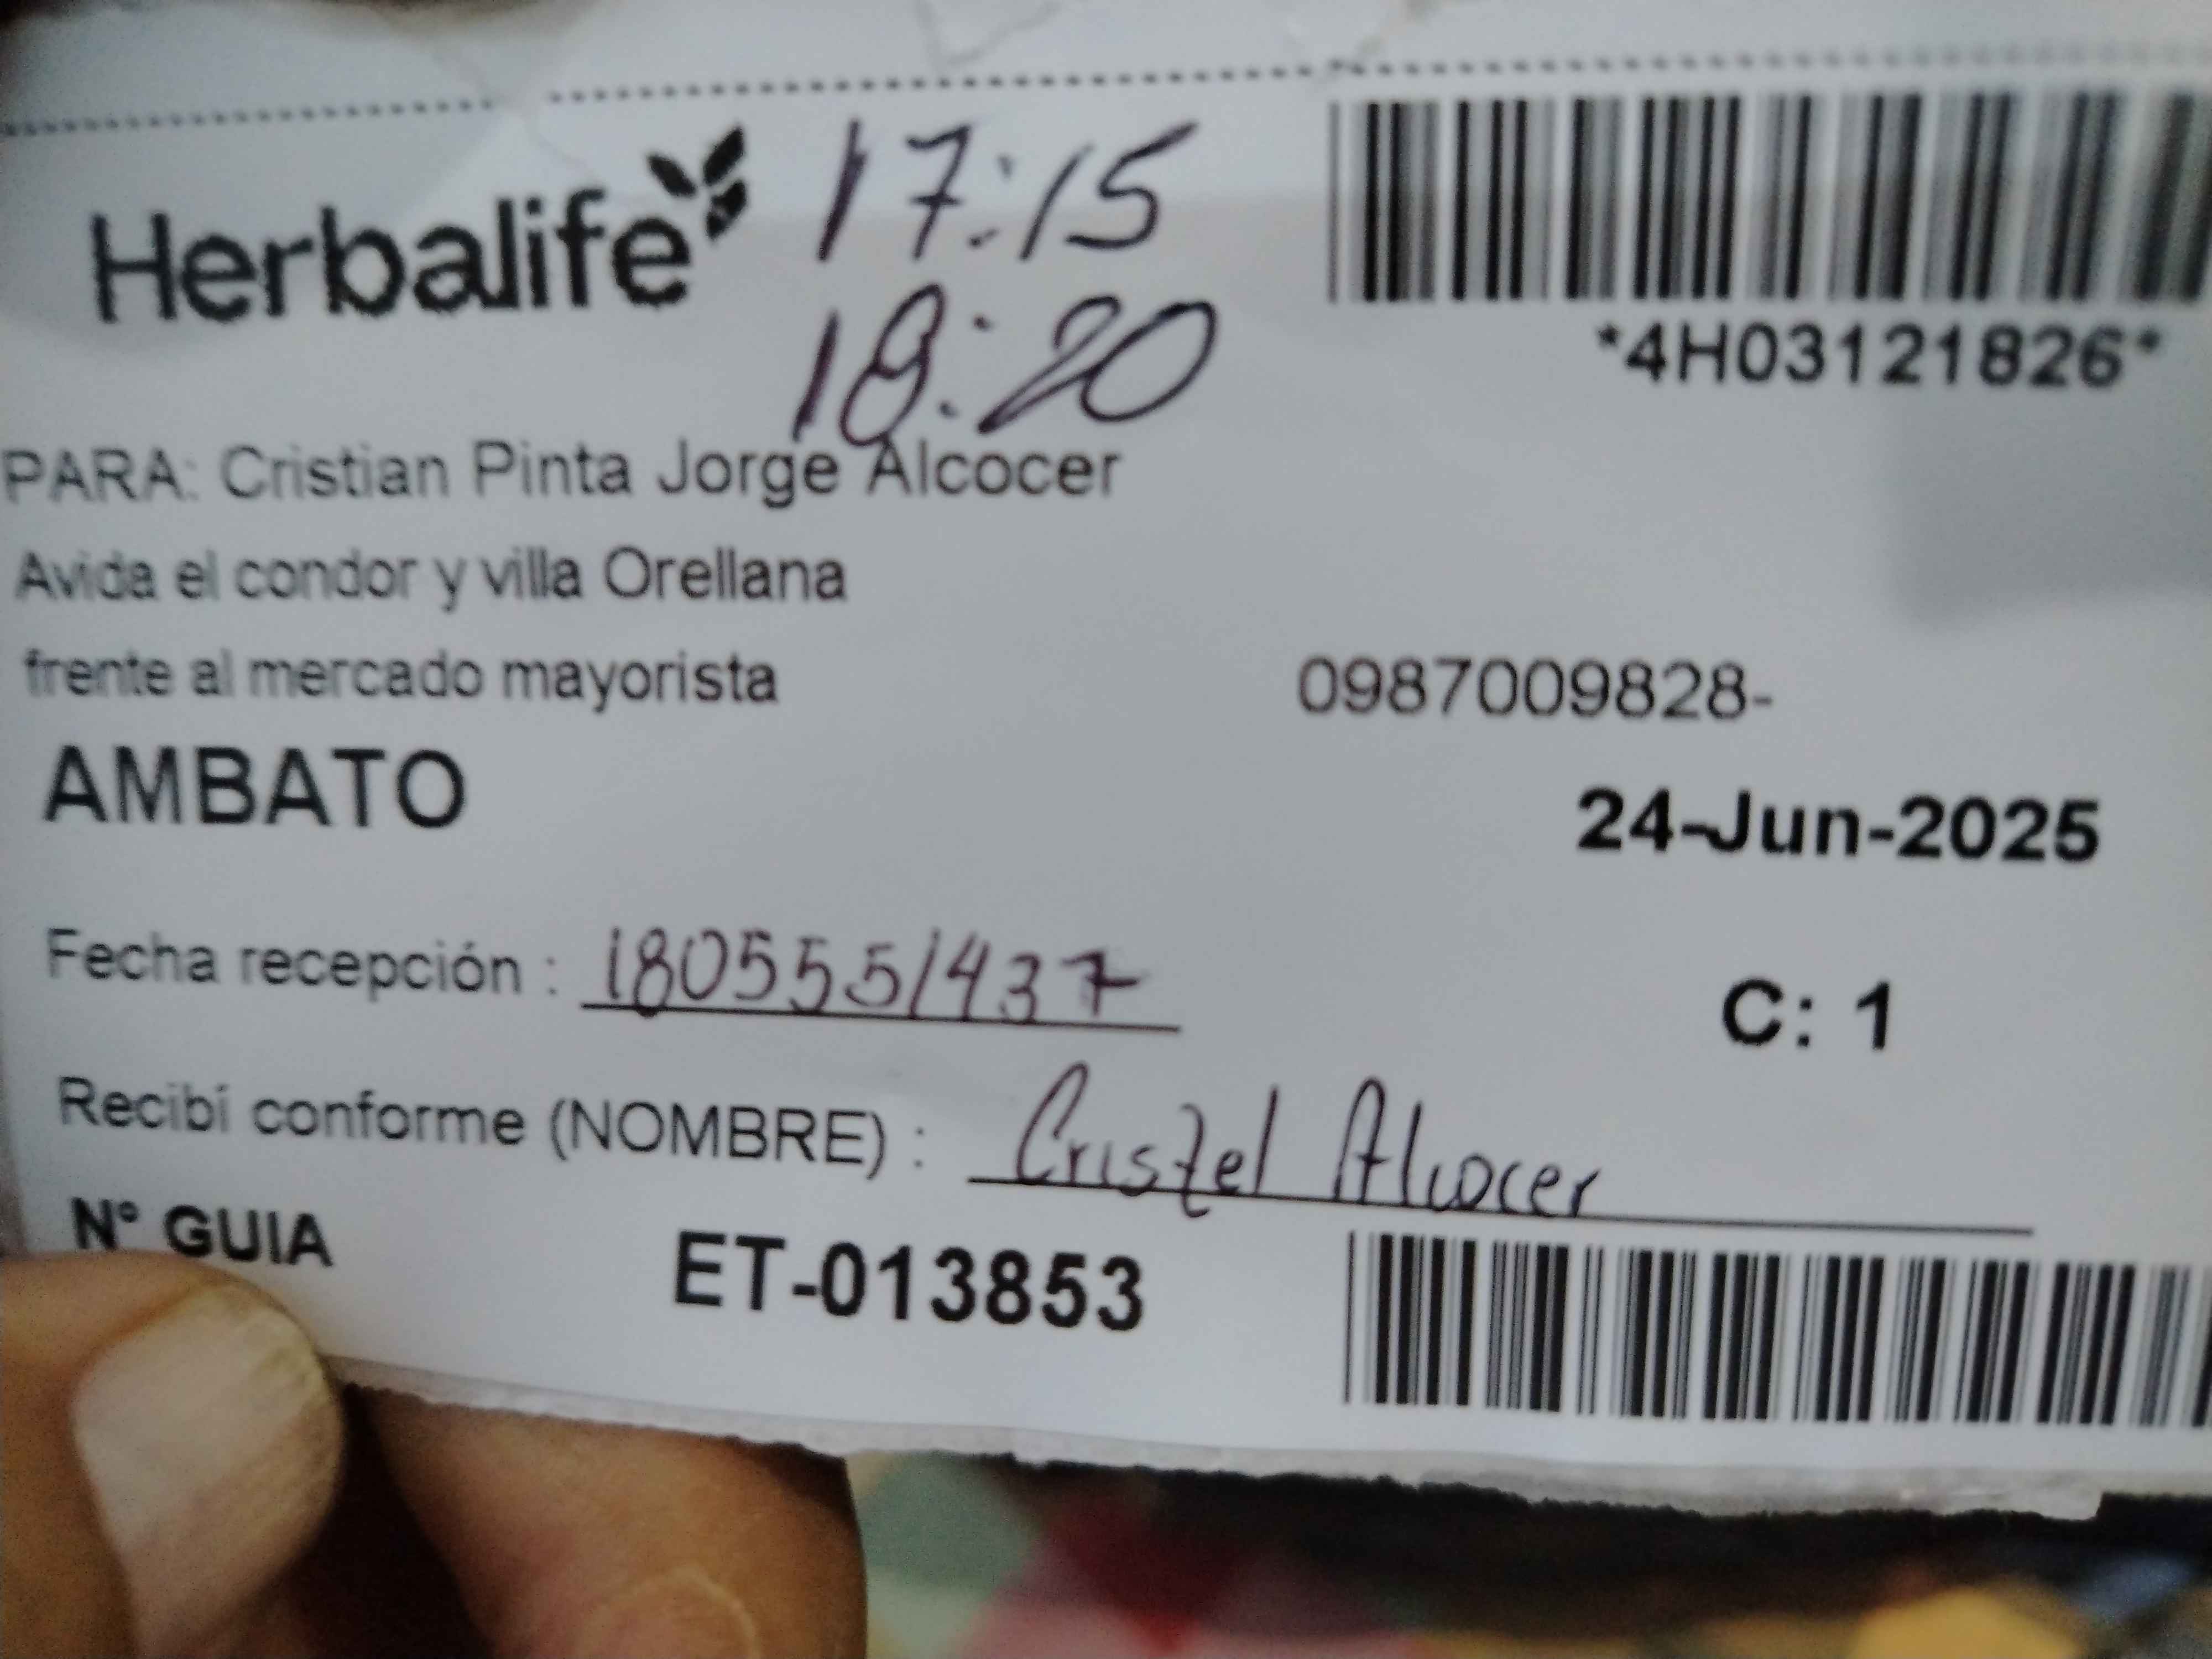 Herbalife
17:15
18:20
*4H03121826*
PARA: Cristian Pinta Jorge Alcocer
Avida el condor y villa Orellana
frente al mercado mayorista 0987009828-
AMBATO
24-Jun-2025
Fecha recepción : 1805551437
C: 1
Recibí conforme (NOMBRE) : Cristel Alcocer
N° GUIA ET-013853